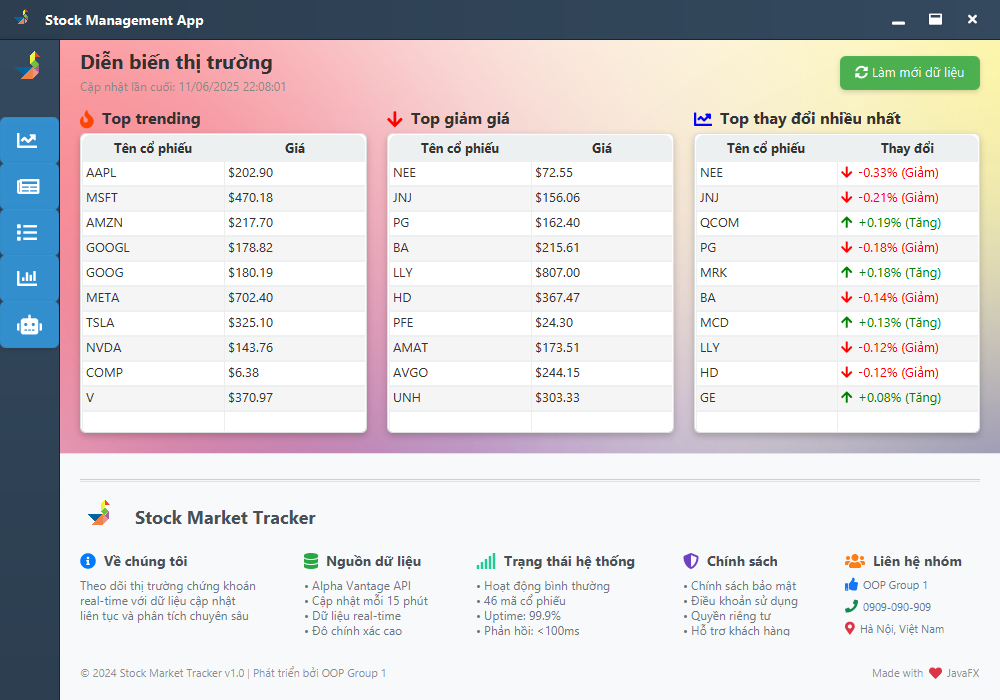 Stock Management App
Diễn biến thị trường
Cập nhật lần cuối: 11/06/2025 22:08:01
Làm mới dữ liệu
Top trending
Tên cổ phiếu Giá
AAPL $202.90
MSFT $470.18
AMZN $217.70
GOOGL $178.82
GOOG $180.19
META $702.40
TSLA $325.10
NVDA $143.76
COMP $6.38
V $370.97
Top giảm giá
Tên cổ phiếu Giá
NEE $72.55
JNJ $156.06
PG $162.40
BA $215.61
LLY $807.00
HD $367.47
PFE $24.30
AMAT $173.51
AVGO $244.15
UNH $303.33
Top thay đổi nhiều nhất
Tên cổ phiếu Thay đổi
NEE -0.33% (Giảm)
JNJ -0.21% (Giảm)
QCOM +0.19% (Tăng)
PG -0.18% (Giảm)
MRK +0.18% (Tăng)
BA -0.14% (Giảm)
MCD +0.13% (Tăng)
LLY -0.12% (Giảm)
HD -0.12% (Giảm)
GE +0.08% (Tăng)
Stock Market Tracker
Về chúng tôi
Theo dõi thị trường chứng khoán
real-time với dữ liệu cập nhật
liên tục và phân tích chuyên sâu
Nguồn dữ liệu
• Alpha Vantage API
• Cập nhật mỗi 15 phút
• Dữ liệu real-time
• Độ chính xác cao
Trạng thái hệ thống
• Hoạt động bình thường
• 46 mã cổ phiếu
• Uptime: 99.9%
• Phản hồi: <100ms
Chính sách
• Chính sách bảo mật
• Điều khoản sử dụng
• Quyền riêng tư
• Hỗ trợ khách hàng
Liên hệ nhóm
OOP Group 1
0909-090-909
Hà Nội, Việt Nam
© 2024 Stock Market Tracker v1.0 | Phát triển bởi OOP Group 1
Made with JavaFX